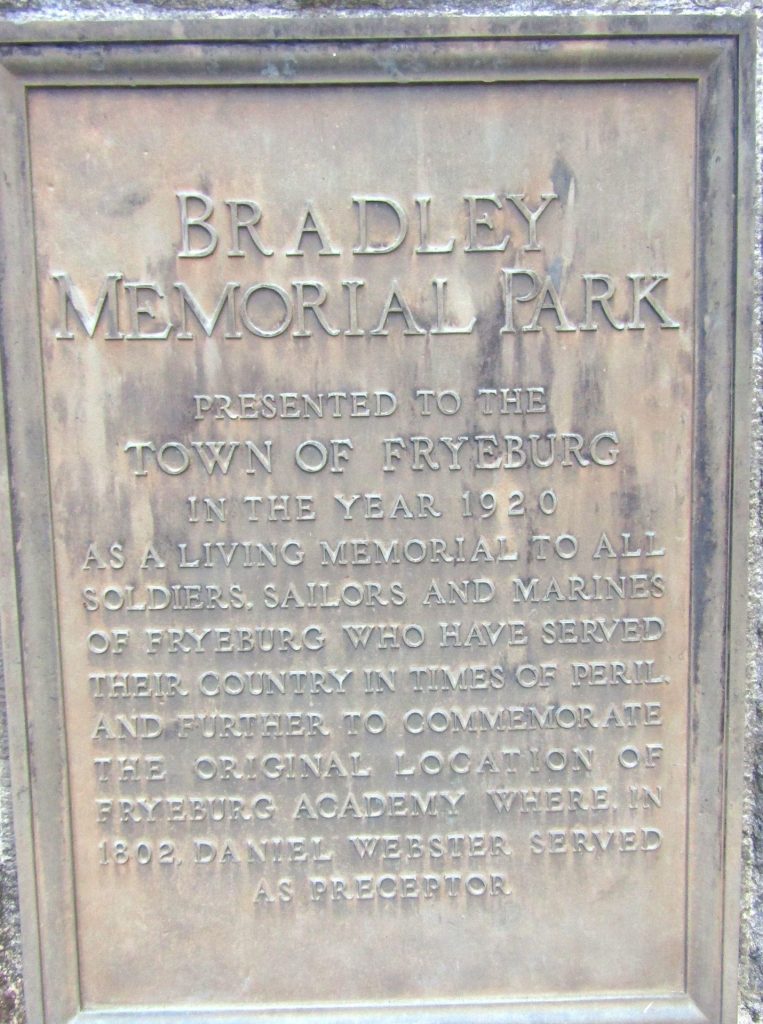 BRADLEY
MEMORIAL PARK
PRESENTED TO THE
TOWN OF FRYEBURG
IN THE YEAR 1920
AS A LIVING MEMORIAL TO ALL
SOLDIERS, SAILORS AND MARINES
OF FRYEBURG WHO HAVE SERVED
THEIR COUNTRY IN TIMES OF PERIL,
AND FURTHER TO COMMEMORATE
THE ORIGINAL LOCATION OF
FRYEBURG ACADEMY WHERE, IN
1802, DANIEL WEBSTER SERVED
AS PRECEPTOR